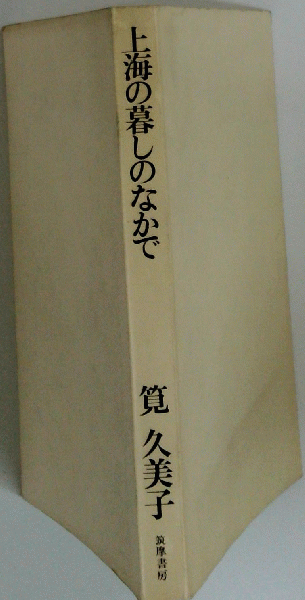 上海の暮しのなかで
筧 久美子
筑摩書房